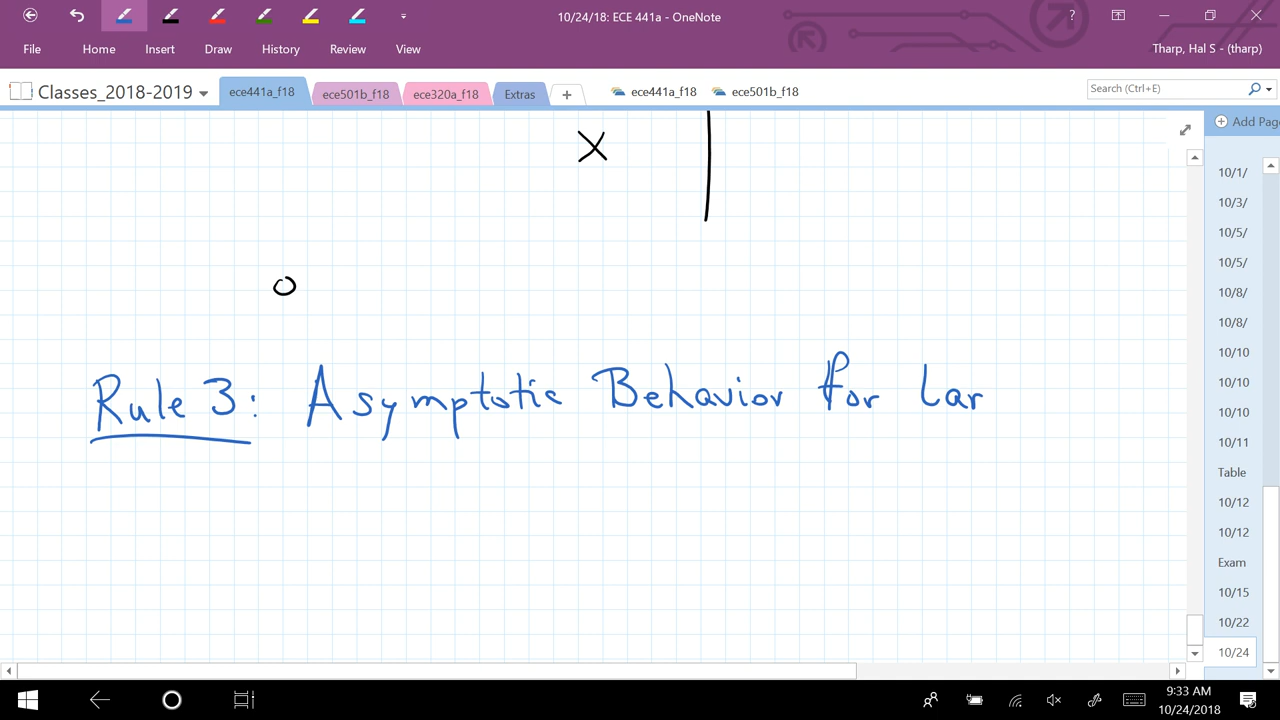 10/24/18: ECE 441a - OneNote
?
File Home Insert Draw History Review View
Tharp, Hal S - (tharp)
Classes_2018-2019
ece441a_f18 ece501b_f18 ece320a_f18 Extras + ece441a_f18 ece501b_f18
Search (Ctrl+E)
Add Pag
X
o
Rule 3: Asymptotic Behavior for Lar
10/1/
10/3/
10/5/
10/5/
10/8/
10/8/
10/10
10/10
10/10
10/11
Table
10/12
10/12
Exam
10/15
10/22
10/24
9:33 AM
10/24/2018